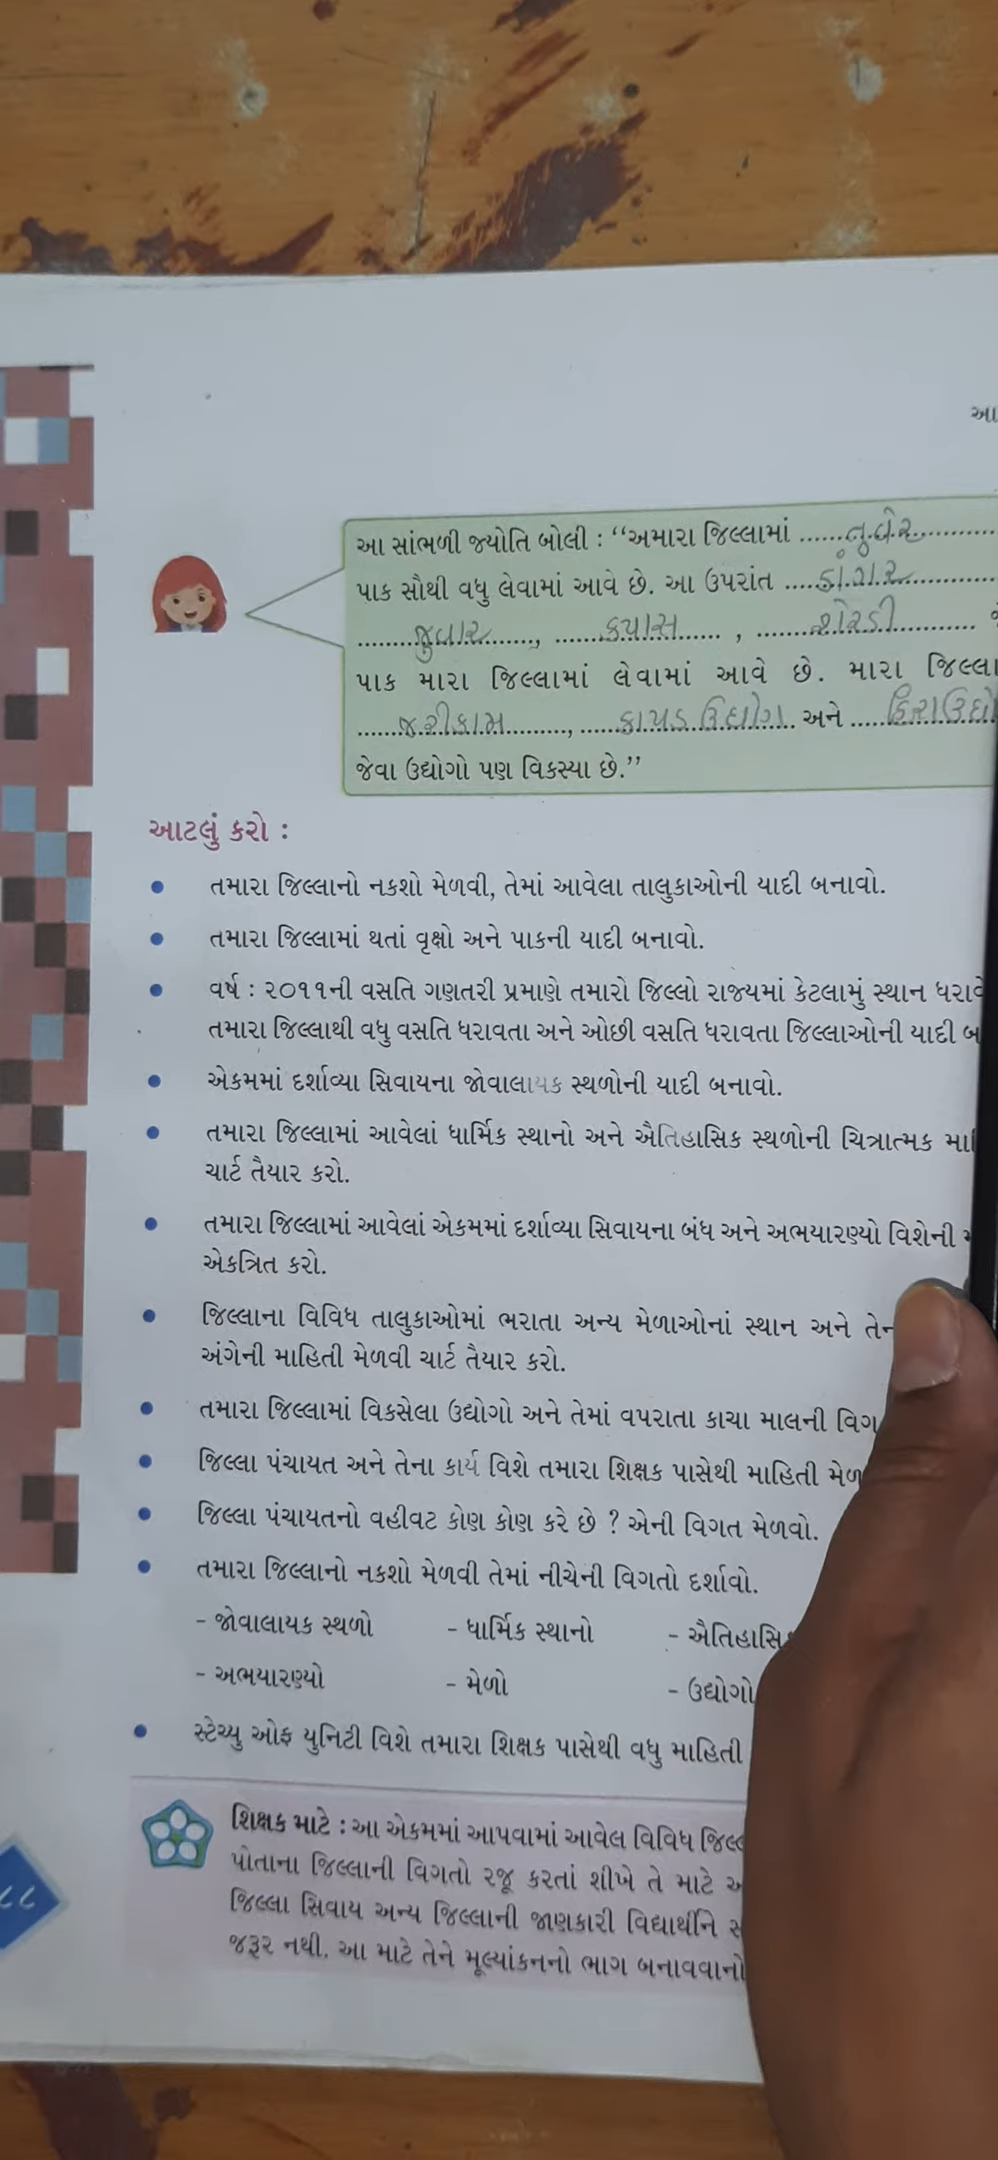 આ સાંભળી જ્યોતિ બોલી : “અમારા જિલ્લામાં ......તુવેર............
પાક સૌથી વધુ લેવામાં આવે છે. આ ઉપરાંત ....ડાંગર............
....જુવાર...., ......કપાસ...... , ......શેરડી............
પાક મારા જિલ્લામાં લેવામાં આવે છે. મારા જિલ્લા
....જરીકામ........, ....કાપડ ઉદ્યોગ.. અને ....હિરાઉદ્યો
જેવા ઉદ્યોગો પણ વિકસ્યા છે.”
આટલું કરો :
• તમારા જિલ્લાનો નકશો મેળવી, તેમાં આવેલા તાલુકાઓની યાદી બનાવો.
• તમારા જિલ્લામાં થતાં વૃક્ષો અને પાકની યાદી બનાવો.
• વર્ષ : ૨૦૧૧ની વસતિ ગણતરી પ્રમાણે તમારો જિલ્લો રાજ્યમાં કેટલામું સ્થાન ધરાવે
તમારા જિલ્લાથી વધુ વસતિ ધરાવતા અને ઓછી વસતિ ધરાવતા જિલ્લાઓની યાદી બ
• એકમમાં દર્શાવ્યા સિવાયના જોવાલાયક સ્થળોની યાદી બનાવો.
• તમારા જિલ્લામાં આવેલાં ધાર્મિક સ્થાનો અને ઐતિહાસિક સ્થળોની ચિત્રાત્મક મા
ચાર્ટ તૈયાર કરો.
• તમારા જિલ્લામાં આવેલાં એકમમાં દર્શાવ્યા સિવાયના બંધ અને અભયારણ્યો વિશેની
એકત્રિત કરો.
• જિલ્લાના વિવિધ તાલુકાઓમાં ભરાતા અન્ય મેળાઓનાં સ્થાન અને તેન
અંગેની માહિતી મેળવી ચાર્ટ તૈયાર કરો.
• તમારા જિલ્લામાં વિકસેલા ઉદ્યોગો અને તેમાં વપરાતા કાચા માલની વિગ
• જિલ્લા પંચાયત અને તેના કાર્ય વિશે તમારા શિક્ષક પાસેથી માહિતી મેળ
• જિલ્લા પંચાયતનો વહીવટ કોણ કોણ કરે છે ? એની વિગત મેળવો.
• તમારા જિલ્લાનો નકશો મેળવી તેમાં નીચેની વિગતો દર્શાવો.
- જોવાલાયક સ્થળો - ધાર્મિક સ્થાનો - ઐતિહાસિ
- અભયારણ્યો - મેળો - ઉદ્યોગો
• સ્ટેચ્યુ ઓફ યુનિટી વિશે તમારા શિક્ષક પાસેથી વધુ માહિતી
શિક્ષક માટે : આ એકમમાં આપવામાં આવેલ વિવિધ જિલ્લ
પોતાના જિલ્લાની વિગતો રજૂ કરતાં શીખે તે માટે અ
જિલ્લા સિવાય અન્ય જિલ્લાની જાણકારી વિદ્યાર્થીને સ
જરૂર નથી. આ માટે તેને મૂલ્યાંકનનો ભાગ બનાવવાનો